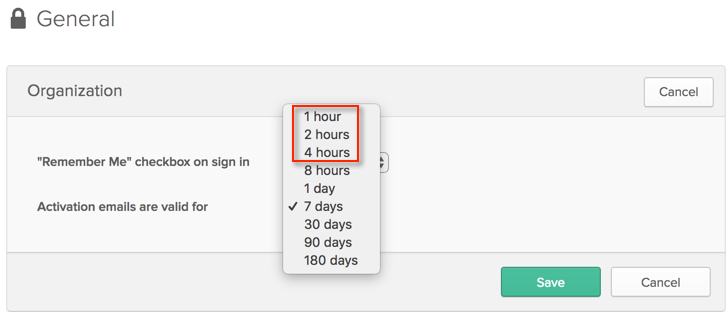 General
Organization
Cancel
1 hour
2 hours
"Remember Me" checkbox on sign in
4 hours
8 hours
1 day
Activation emails are valid for
✓ 7 days
30 days
90 days
180 days
Save
Cancel